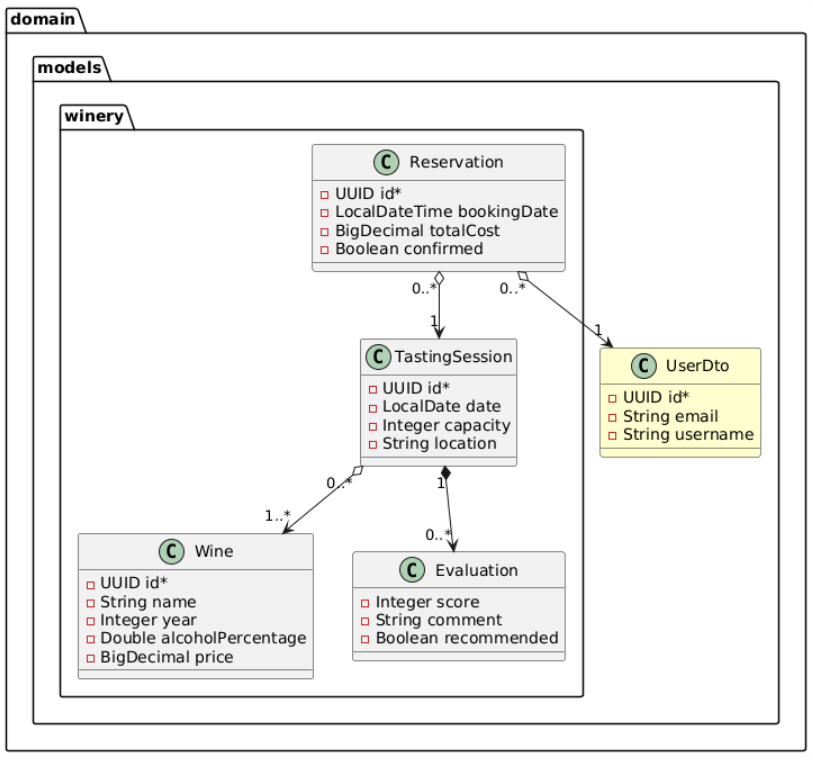 domain
models
winery
C Reservation
UUID id*
LocalDateTime bookingDate
BigDecimal totalCost
Boolean confirmed
0..*
0..*
1
1
C TastingSession
UUID id*
LocalDate date
Integer capacity
String location
C UserDto
UUID id*
String email
String username
0..*
1
1..*
0..*
C Wine
UUID id*
String name
Integer year
Double alcoholPercentage
BigDecimal price
C Evaluation
Integer score
String comment
Boolean recommended